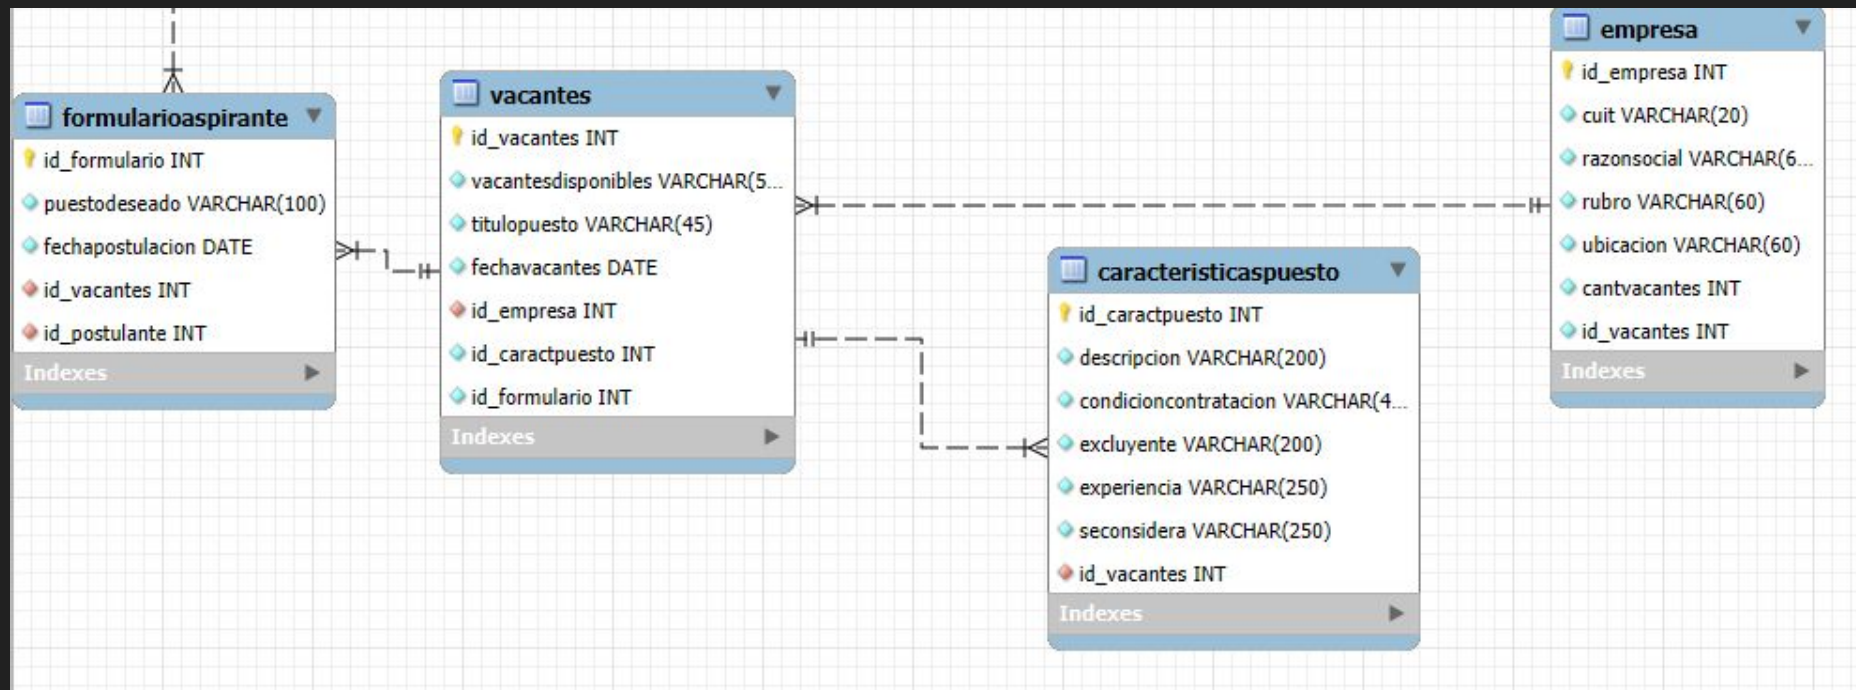 formularioaspirante
id_formulario INT
puestodeseado VARCHAR(100)
fechapostulacion DATE
id_vacantes INT
id_postulante INT
Indexes
vacantes
id_vacantes INT
vacantesdisponibles VARCHAR(5...
titulopuesto VARCHAR(45)
fechavacantes DATE
id_empresa INT
id_caractpuesto INT
id_formulario INT
Indexes
caracteristicaspuesto
id_caractpuesto INT
descripcion VARCHAR(200)
condicioncontratacion VARCHAR(4...
excluyente VARCHAR(200)
experiencia VARCHAR(250)
seconsidera VARCHAR(250)
id_vacantes INT
Indexes
empresa
id_empresa INT
cuit VARCHAR(20)
razonsocial VARCHAR(6...
rubro VARCHAR(60)
ubicacion VARCHAR(60)
cantvacantes INT
id_vacantes INT
Indexes